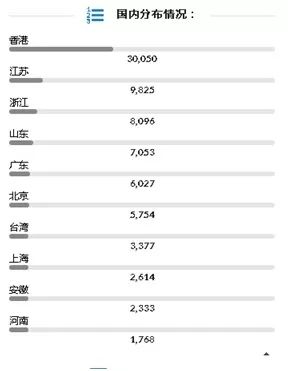 国内分布情况：
香港
30,050
江苏
9,825
浙江
8,096
山东
7,053
广东
6,027
北京
5,754
台湾
3,377
上海
2,614
安徽
2,333
河南
1,768